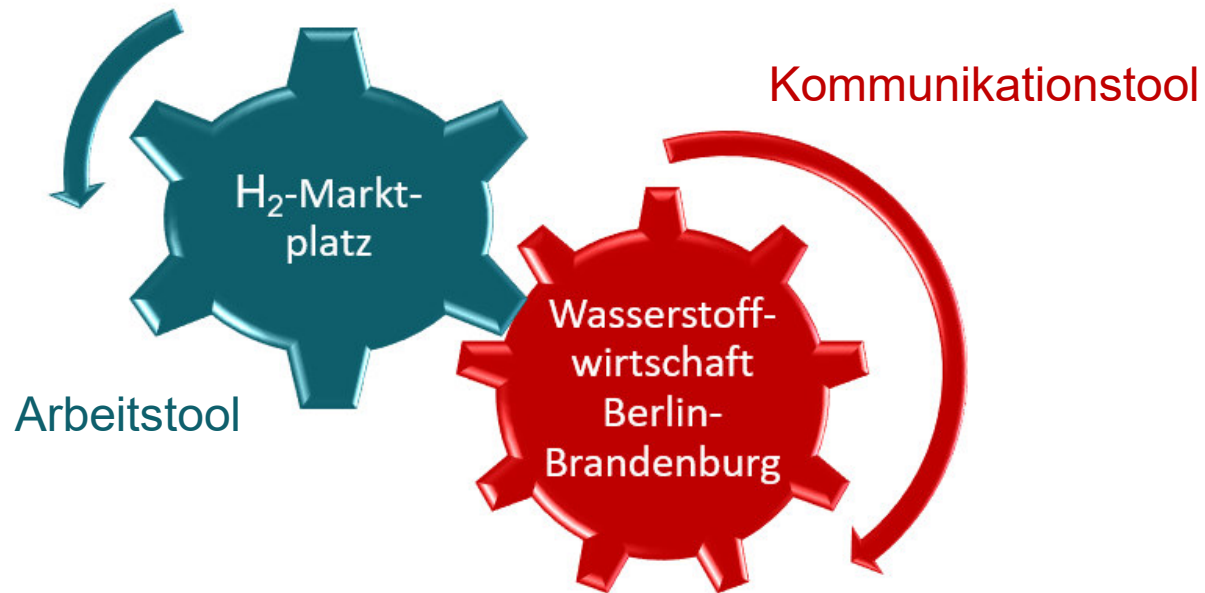 Kommunikationstool
H₂-Markt-
platz
Wasserstoff-
wirtschaft
Berlin-
Brandenburg
Arbeitstool